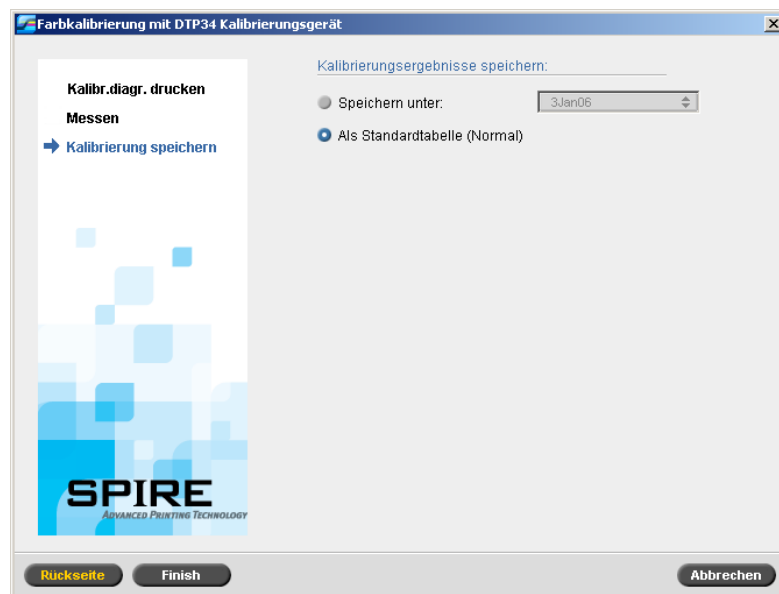 Farbkalibrierung mit DTP34 Kalibrierungsgerät
Kalibr.diagr. drucken
Messen
Kalibrierung speichern
Kalibrierungsergebnisse speichern:
Speichern unter:
3Jan06
Als Standardtabelle (Normal)
SPIRE
ADVANCED PRINTING TECHNOLOGY
Rückseite
Finish
Abbrechen